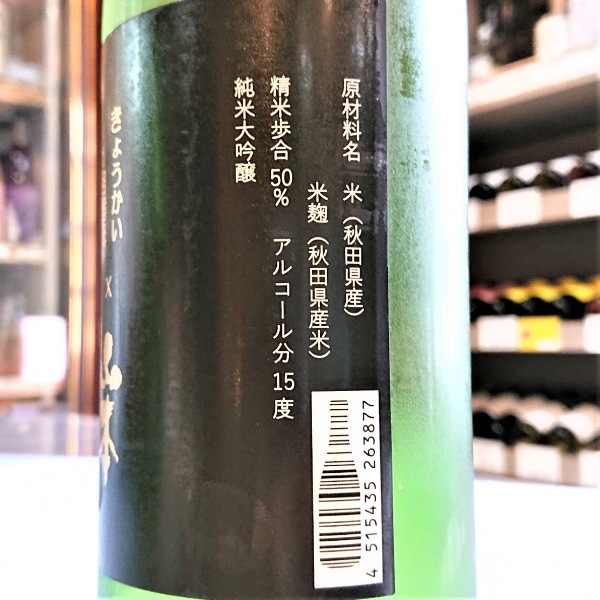 原材料名 米(秋田県産)
米麹(秋田県産米)
精米歩合 50% アルコール分 15度
純米大吟醸
きょうかい
×
山本
4 515435 263877